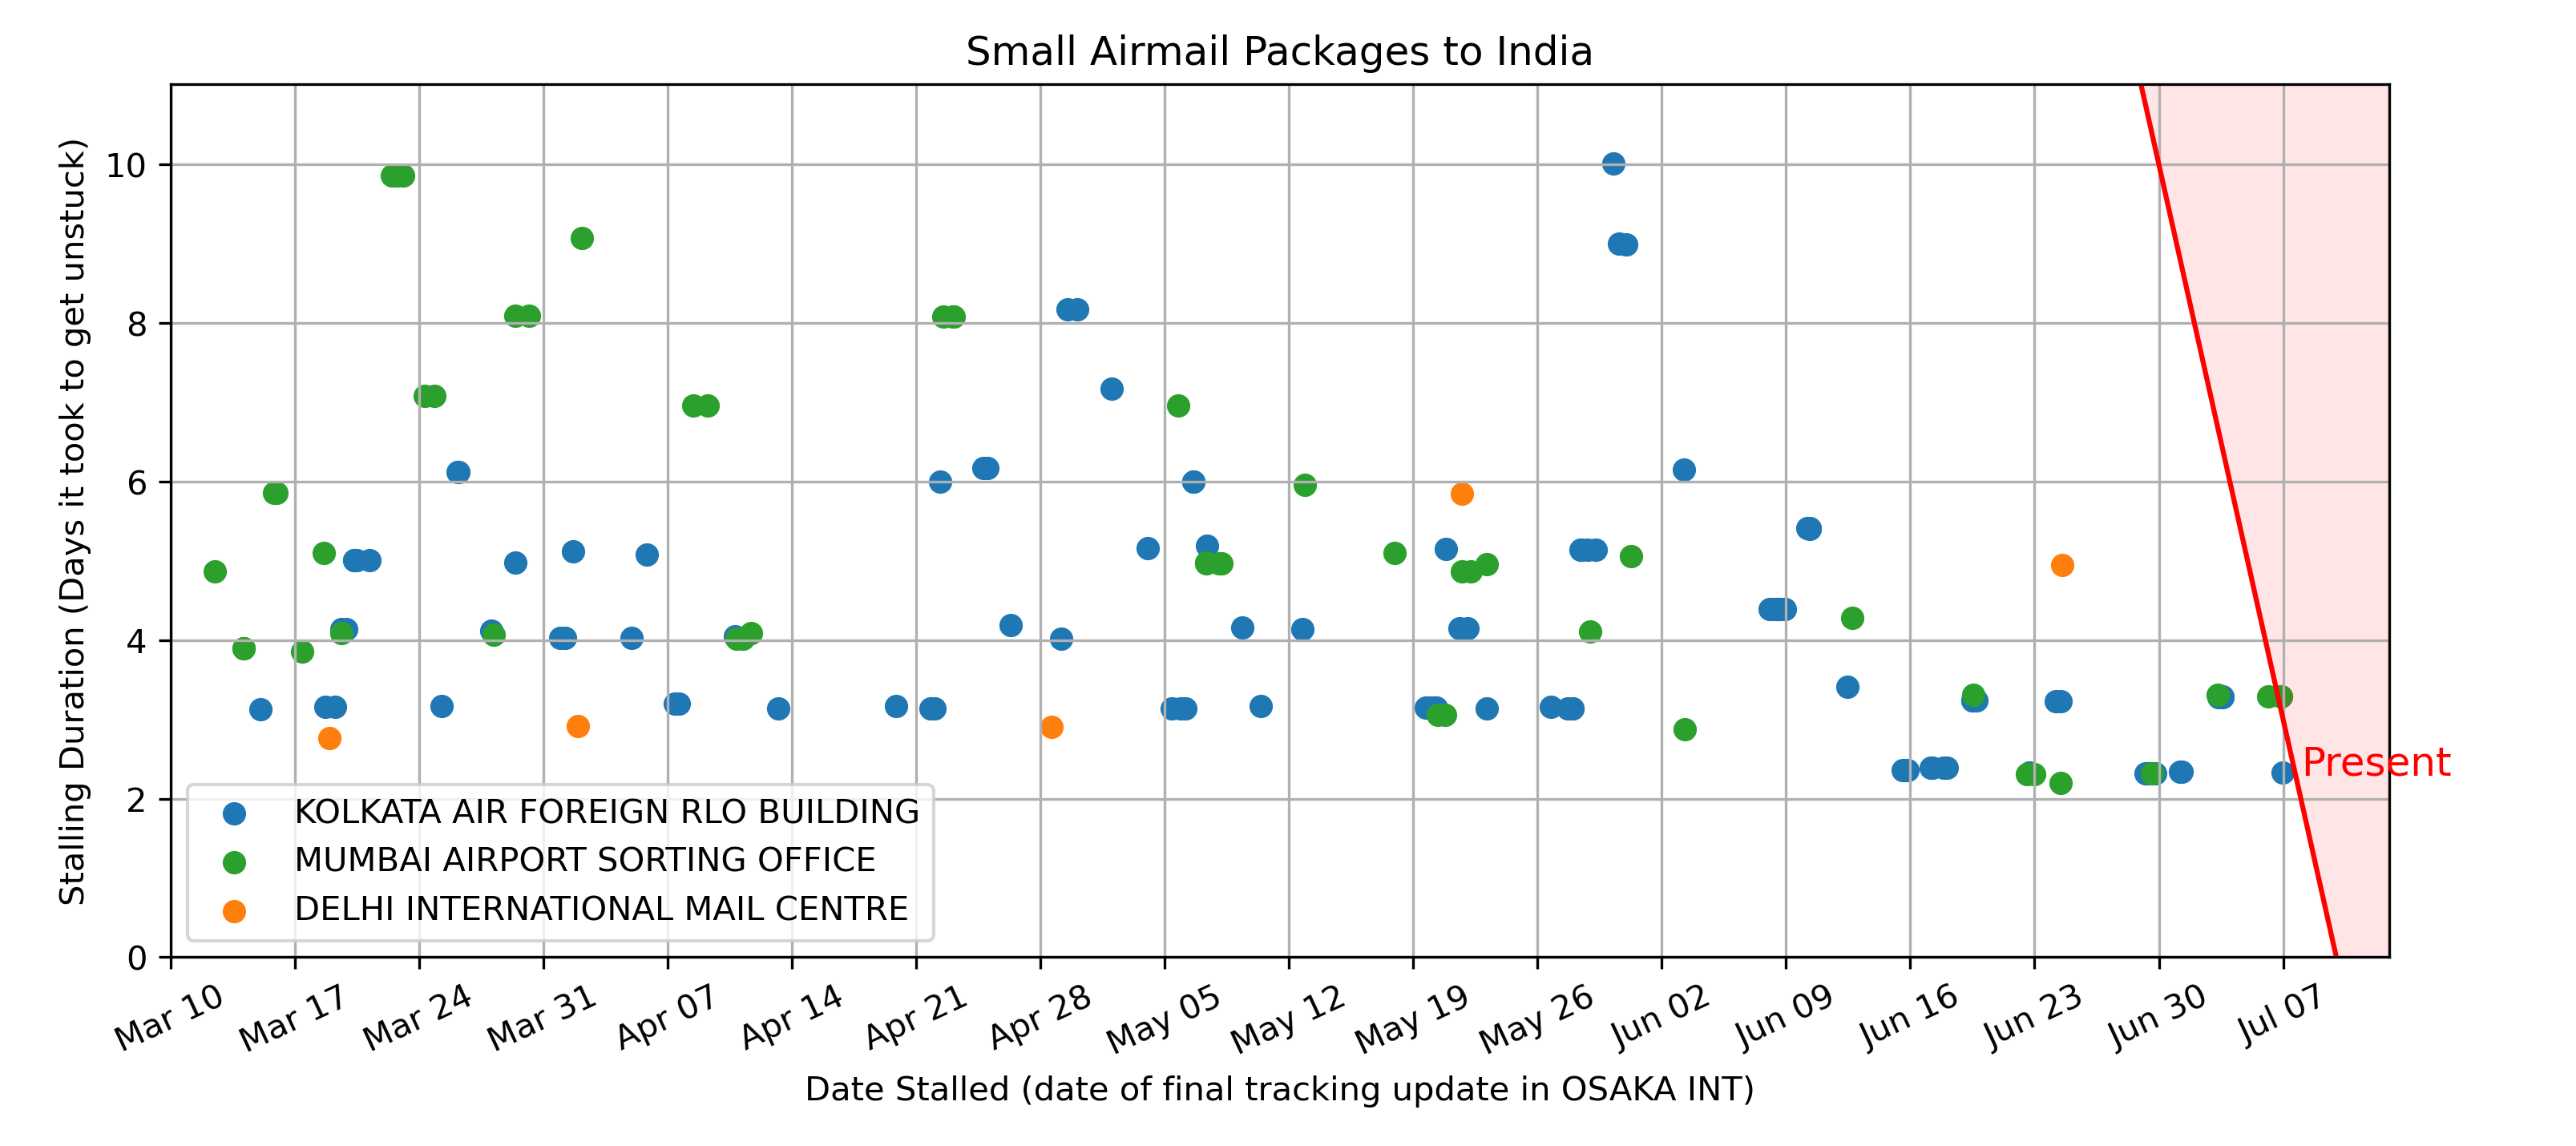 Small Airmail Packages to India
Stalling Duration (Days it took to get unstuck)
10
8
6
4
2
0
Present
KOLKATA AIR FOREIGN RLO BUILDING
MUMBAI AIRPORT SORTING OFFICE
DELHI INTERNATIONAL MAIL CENTRE
Mar 10
Mar 17
Mar 24
Mar 31
Apr 07
Apr 14
Apr 21
Apr 28
May 05
May 12
May 19
May 26
Jun 02
Jun 09
Jun 16
Jun 23
Jun 30
Jul 07
Date Stalled (date of final tracking update in OSAKA INT)